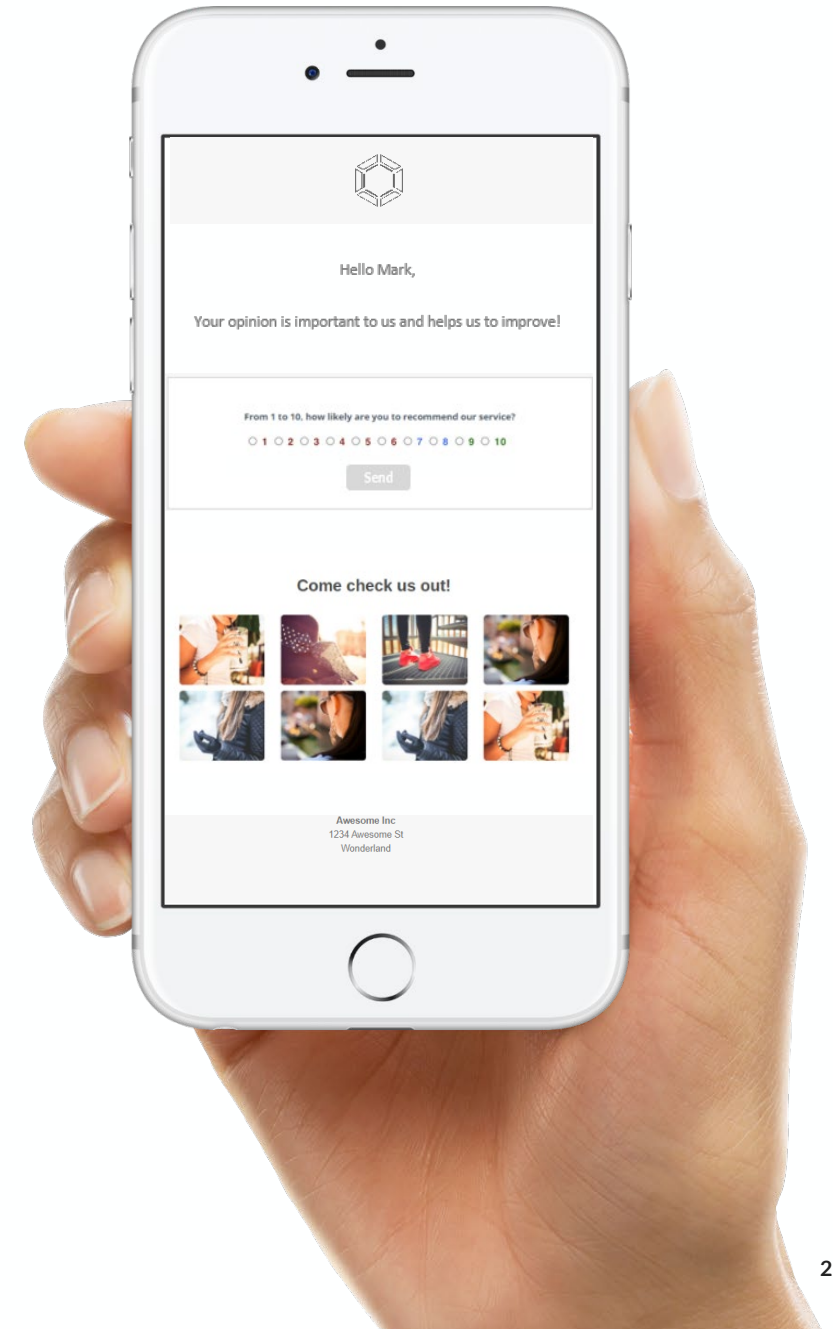 Hello Mark,
Your opinion is important to us and helps us to improve!
From 1 to 10, how likely are you to recommend our service?
1 2 3 4 5 6 7 8 9 10
Send
Come check us out!
Awesome Inc
1234 Awesome St
Wonderland
2